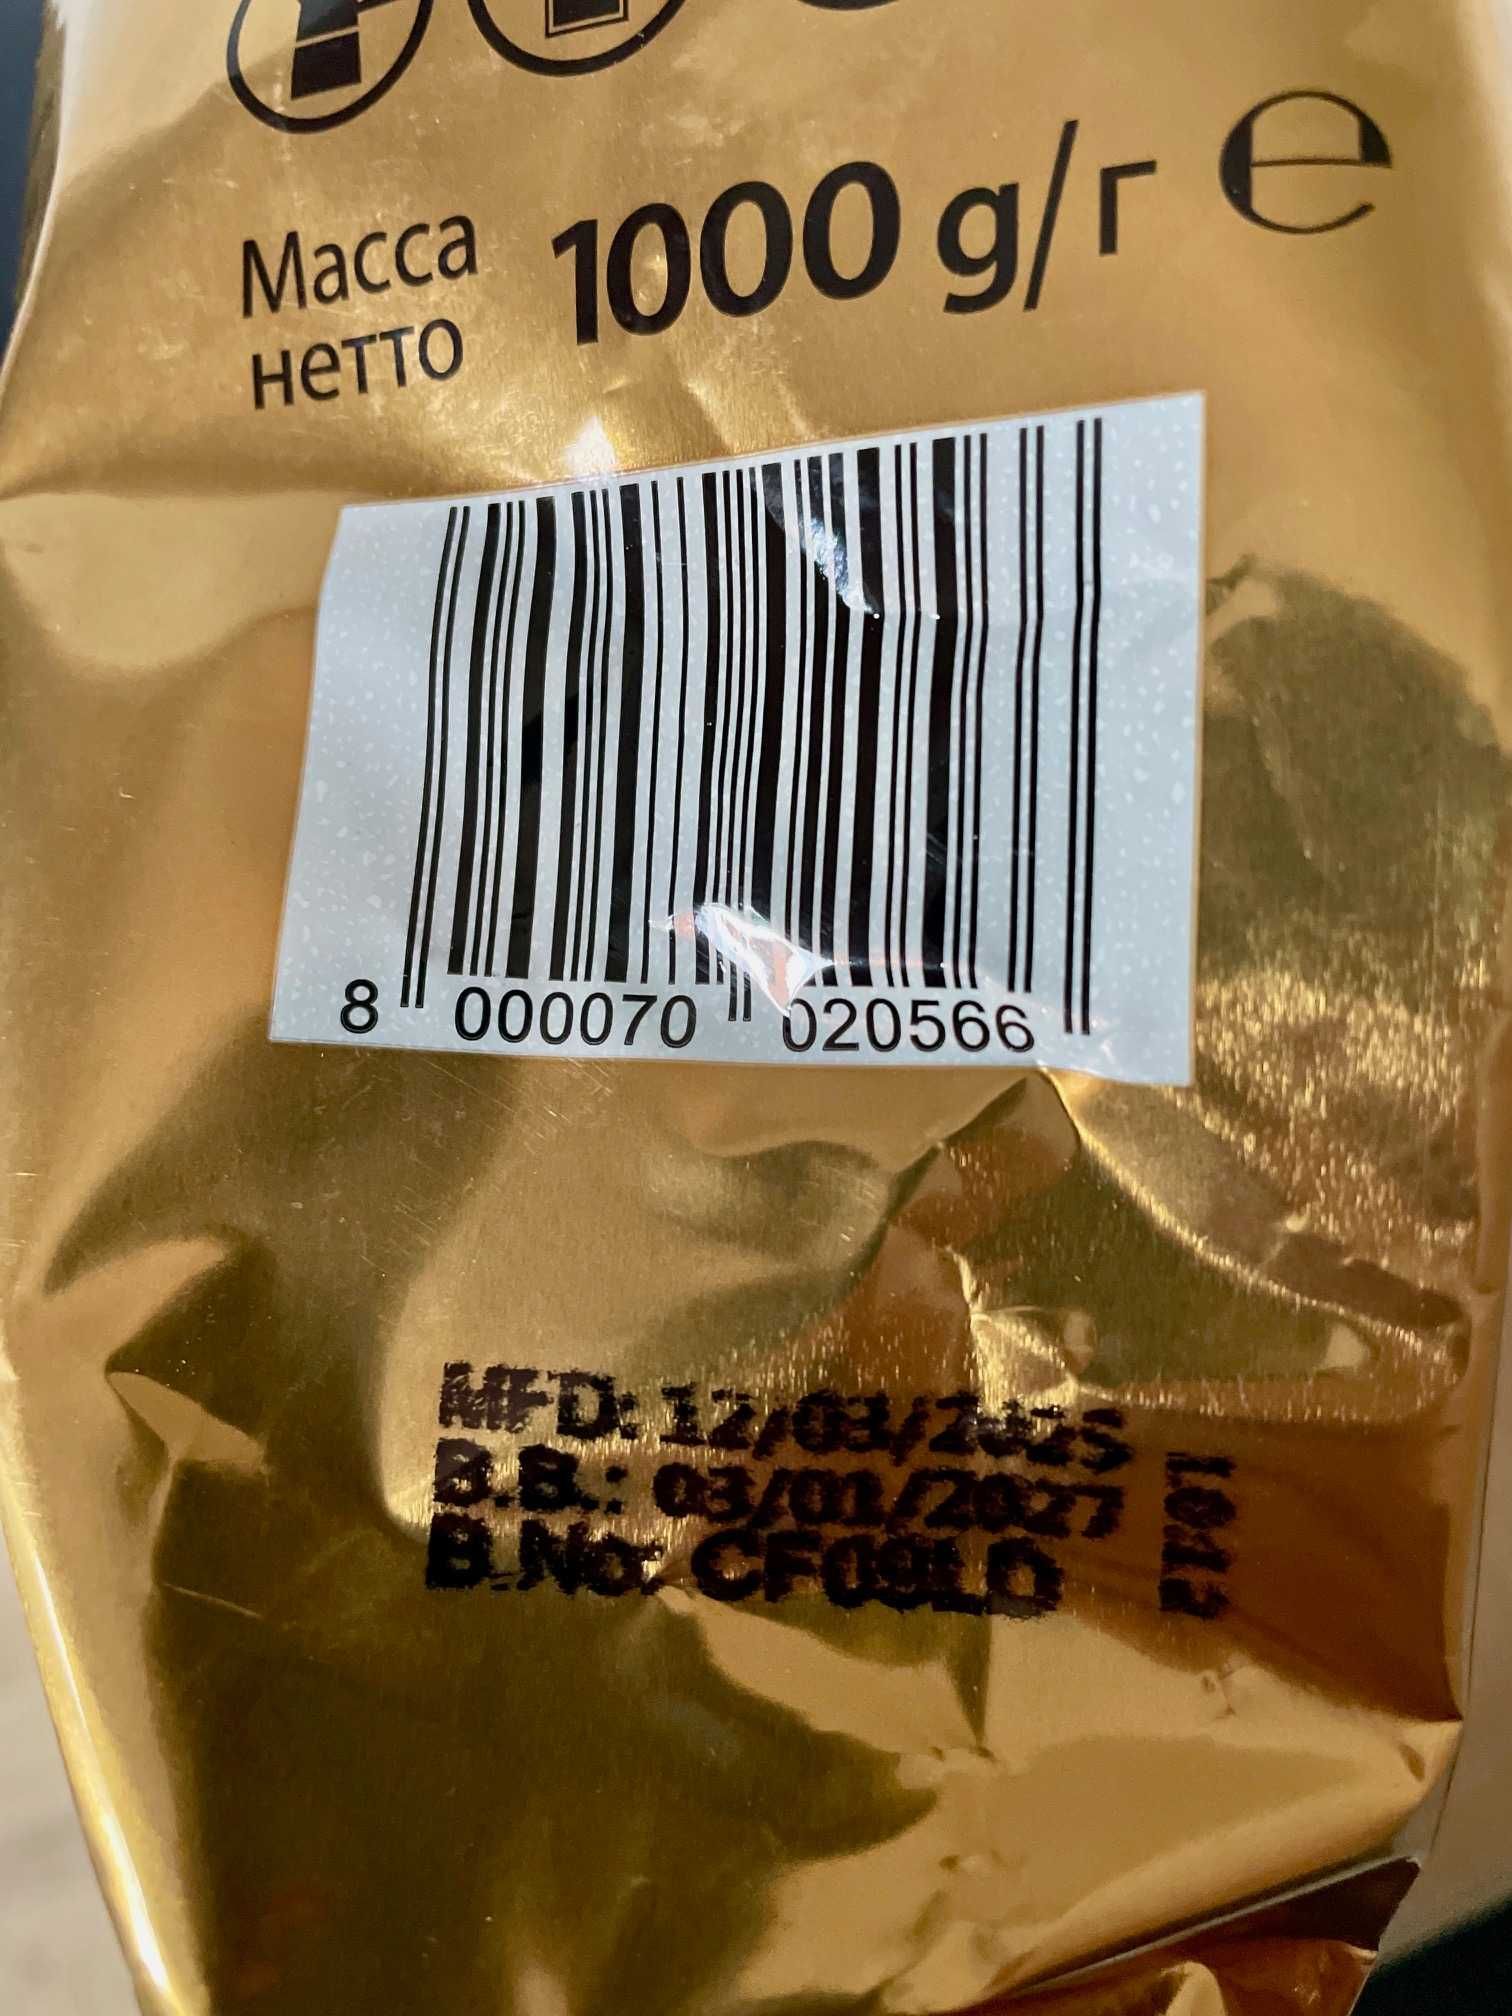 Масса
нетто
1000 g/г ℮
8 000070 020566
MFD: 12/03/2025
B.B.: 03/01/2027
B.No: CF09LD